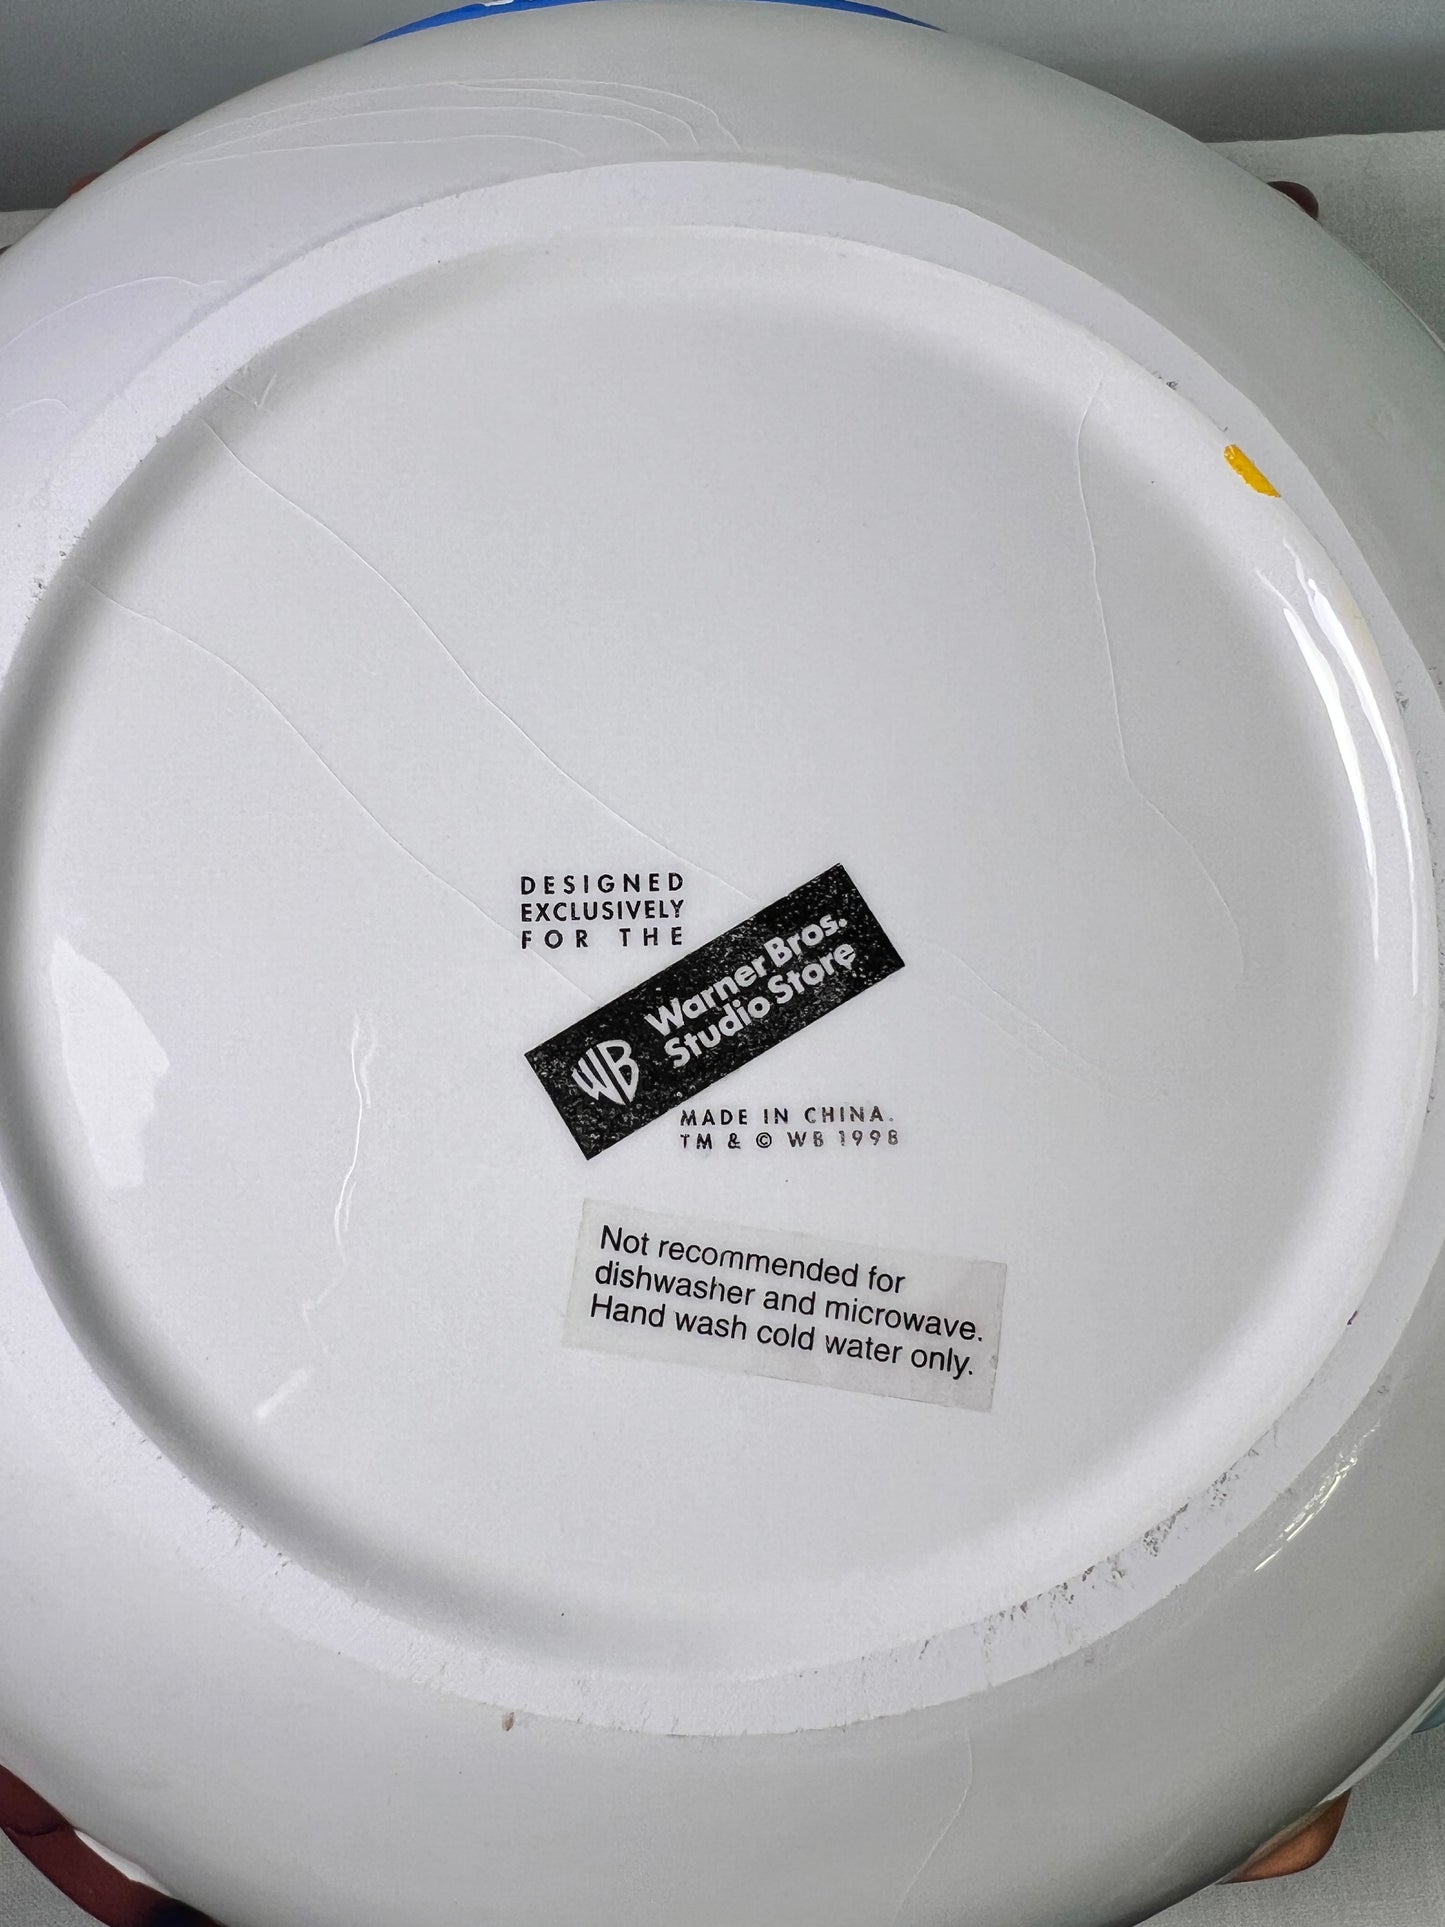 DESIGNED
EXCLUSIVELY
FOR THE
WB
Warner Bros.
Studio Store
MADE IN CHINA.
TM & © WB 1998
Not recommended for
dishwasher and microwave.
Hand wash cold water only.